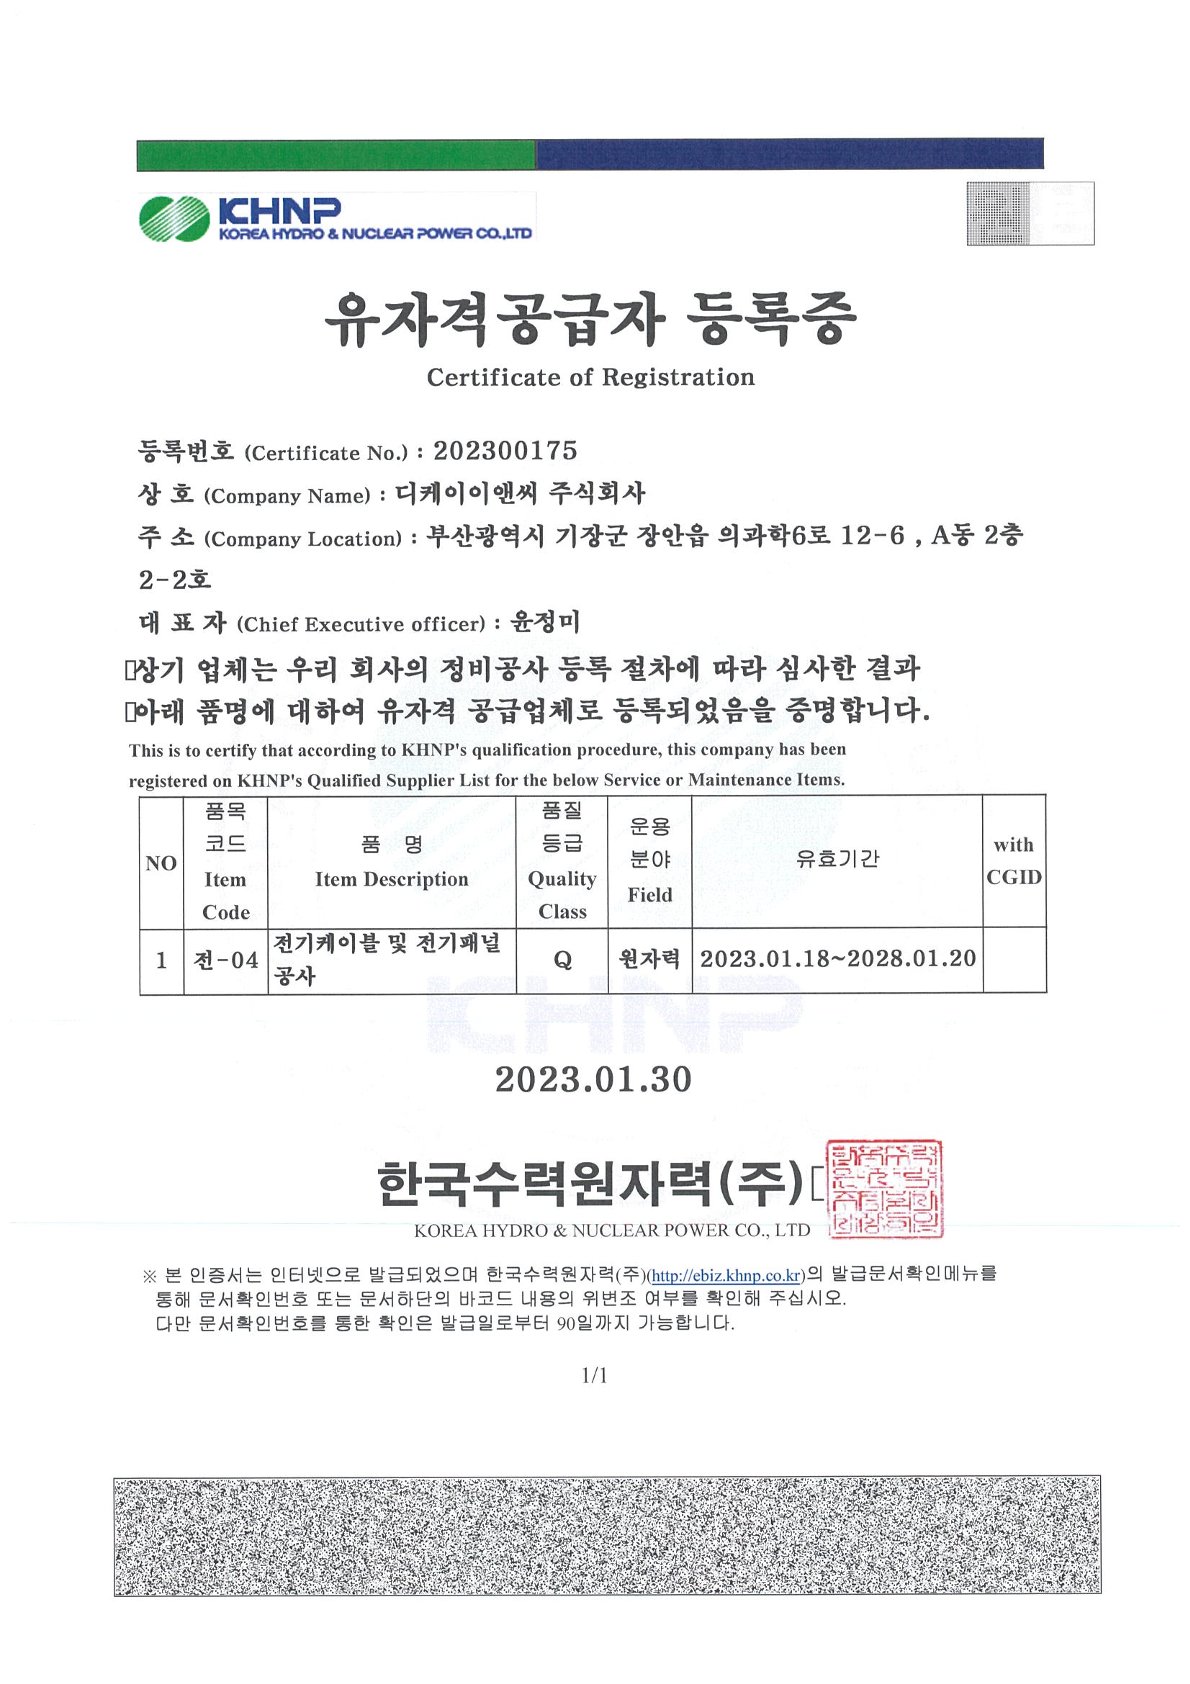 KHNP
KOREA HYDRO & NUCLEAR POWER CO.,LTD
유자격공급자 등록증
Certificate of Registration
등록번호 (Certificate No.) : 202300175
상 호 (Company Name) : 디케이이앤씨 주식회사
주 소 (Company Location) : 부산광역시 기장군 장안읍 의과학6로 12-6 , A동 2층
2-2호
대 표 자 (Chief Executive officer) : 윤정미
상기 업체는 우리 회사의 정비공사 등록 절차에 따라 심사한 결과
아래 품명에 대하여 유자격 공급업체로 등록되었음을 증명합니다.
This is to certify that according to KHNP's qualification procedure, this company has been
registered on KHNP's Qualified Supplier List for the below Service or Maintenance Items.
NO 품목 코드 Item Code 품 명 Item Description 품질 등급 Quality Class 운용 분야 Field 유효기간 with CGID
1 전-04 전기케이블 및 전기패널 공사 Q 원자력 2023.01.18~2028.01.20
KHNP
2023.01.30
한국수력원자력(주)
KOREA HYDRO & NUCLEAR POWER CO., LTD
※ 본 인증서는 인터넷으로 발급되었으며 한국수력원자력(주)(http://ebiz.khnp.co.kr)의 발급문서확인메뉴를
통해 문서확인번호 또는 문서하단의 바코드 내용의 위변조 여부를 확인해 주십시오.
다만 문서확인번호를 통한 확인은 발급일로부터 90일까지 가능합니다.
1/1